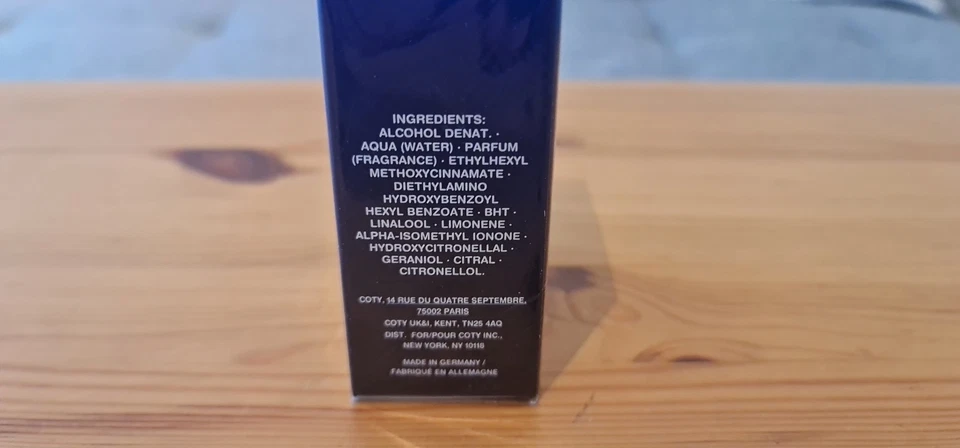 INGREDIENTS:
ALCOHOL DENAT. ·
AQUA (WATER) · PARFUM
(FRAGRANCE) · ETHYLHEXYL
METHOXYCINNAMATE ·
DIETHYLAMINO
HYDROXYBENZOYL
HEXYL BENZOATE · BHT ·
LINALOOL · LIMONENE ·
ALPHA-ISOMETHYL IONONE ·
HYDROXYCITRONELLAL ·
GERANIOL · CITRAL ·
CITRONELLOL.
COTY, 14 RUE DU QUATRE SEPTEMBRE,
75002 PARIS
COTY UK&I, KENT, TN25 4AQ
DIST. FOR/POUR COTY INC.,
NEW YORK, NY 10118
MADE IN GERMANY /
FABRIQUÉ EN ALLEMAGNE